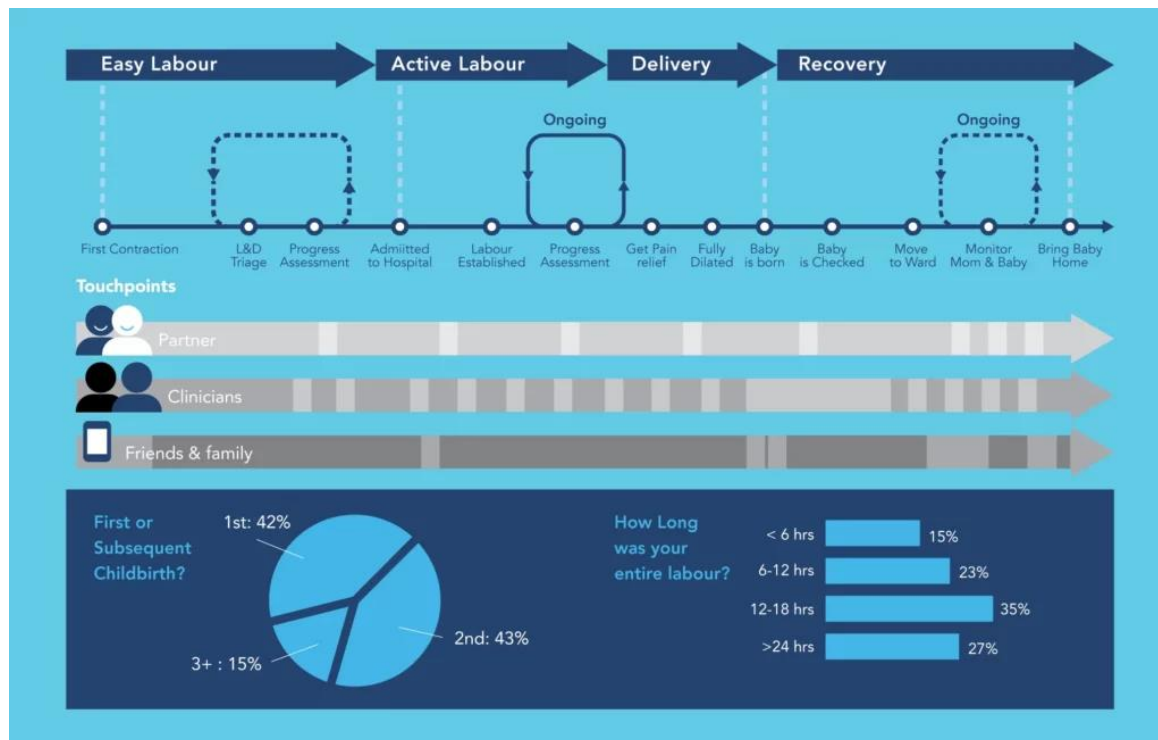 Easy Labour
Active Labour
Delivery
Recovery
Ongoing
Ongoing
First Contraction
L&D
Triage
Progress
Assessment
Admiitted
to Hospital
Labour
Established
Progress
Assessment
Get Pain
relief
Fully
Dilated
Baby
is born
Baby
is Checked
Move
to Ward
Monitor
Mom & Baby
Bring Baby
Home
Touchpoints
Partner
Clinicians
Friends & family
First or
Subsequent
Childbirth?
1st: 42%
2nd: 43%
3+ : 15%
How Long
was your
entire labour?
< 6 hrs
15%
6-12 hrs
23%
12-18 hrs
35%
>24 hrs
27%